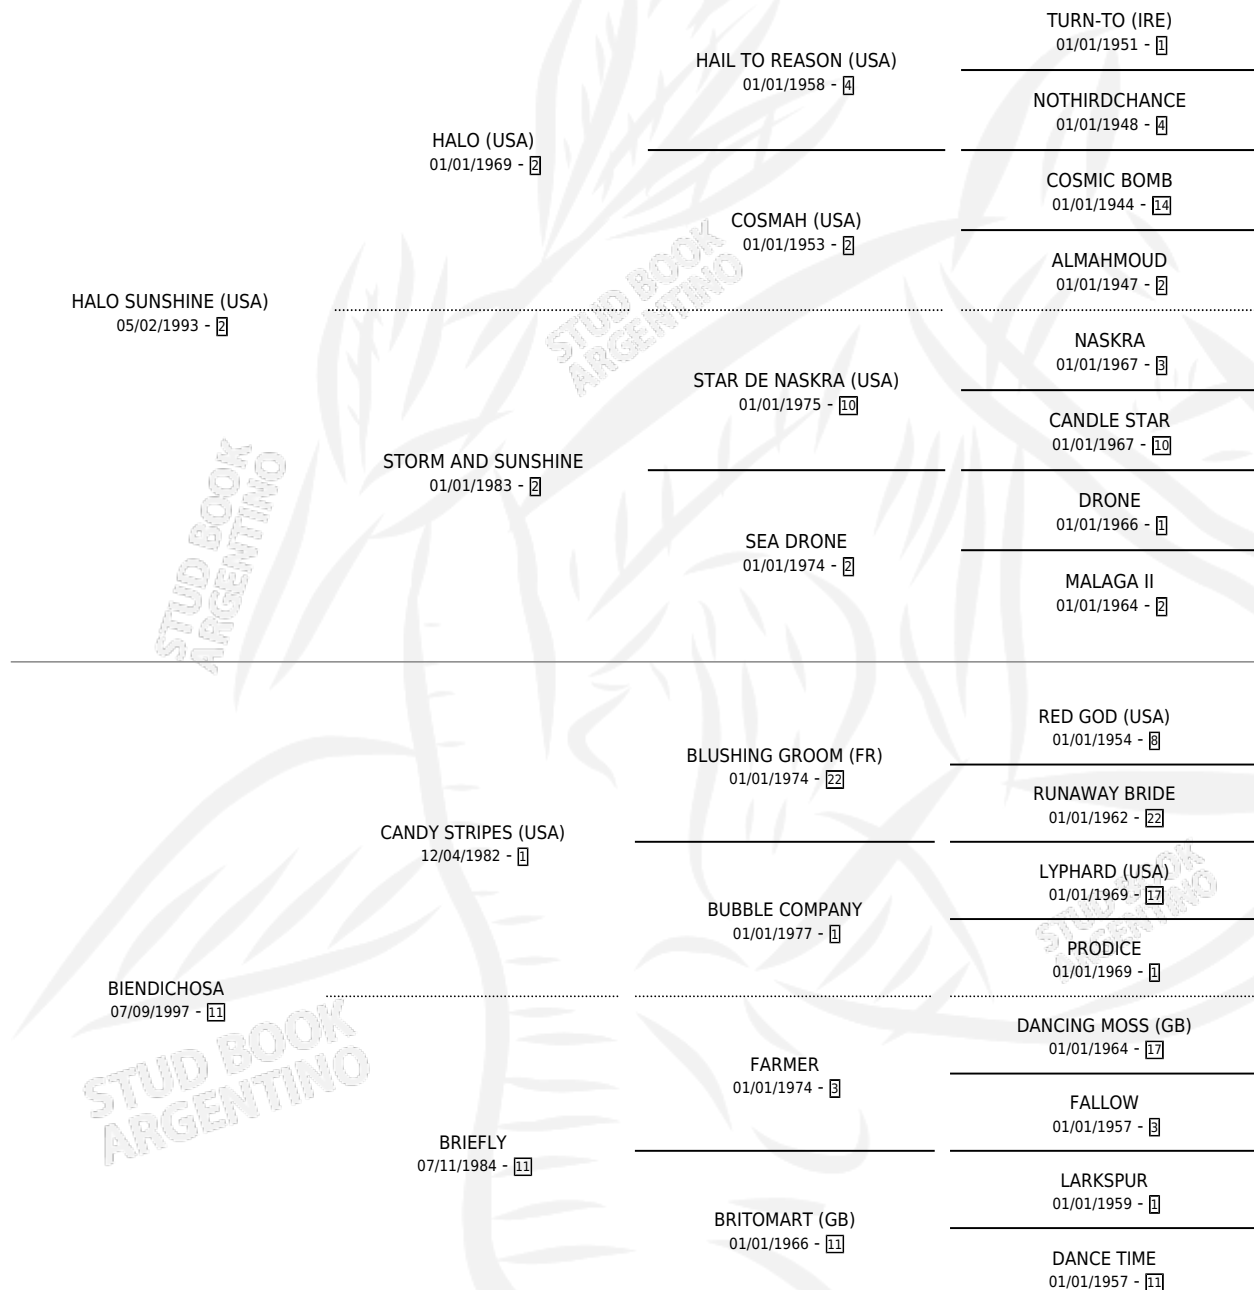 TURN-TO (IRE)
01/01/1951 - 1
HAIL TO REASON (USA)
01/01/1958 - 4
NOTHIRDCHANCE
01/01/1948 - 4
HALO (USA)
01/01/1969 - 2
COSMIC BOMB
01/01/1944 - 14
COSMAH (USA)
01/01/1953 - 2
ALMAHMOUD
01/01/1947 - 2
HALO SUNSHINE (USA)
05/02/1993 - 2
NASKRA
01/01/1967 - 3
STAR DE NASKRA (USA)
01/01/1975 - 10
CANDLE STAR
01/01/1967 - 10
STORM AND SUNSHINE
01/01/1983 - 2
DRONE
01/01/1966 - 1
SEA DRONE
01/01/1974 - 2
MALAGA II
01/01/1964 - 2
RED GOD (USA)
01/01/1954 - 8
BLUSHING GROOM (FR)
01/01/1974 - 22
RUNAWAY BRIDE
01/01/1962 - 22
CANDY STRIPES (USA)
12/04/1982 - 1
LYPHARD (USA)
01/01/1969 - 17
BUBBLE COMPANY
01/01/1977 - 1
PRODICE
01/01/1969 - 1
BIENDICHOSA
07/09/1997 - 11
DANCING MOSS (GB)
01/01/1964 - 17
FARMER
01/01/1974 - 3
FALLOW
01/01/1957 - 3
BRIEFLY
07/11/1984 - 11
LARKSPUR
01/01/1959 - 1
BRITOMART (GB)
01/01/1966 - 11
DANCE TIME
01/01/1957 - 11
STUD BOOK
ARGENTINO
STUD BOOK
ARGENTINO
STUD BOOK
ARGENTINO
STUD BOOK
ARGENTINO